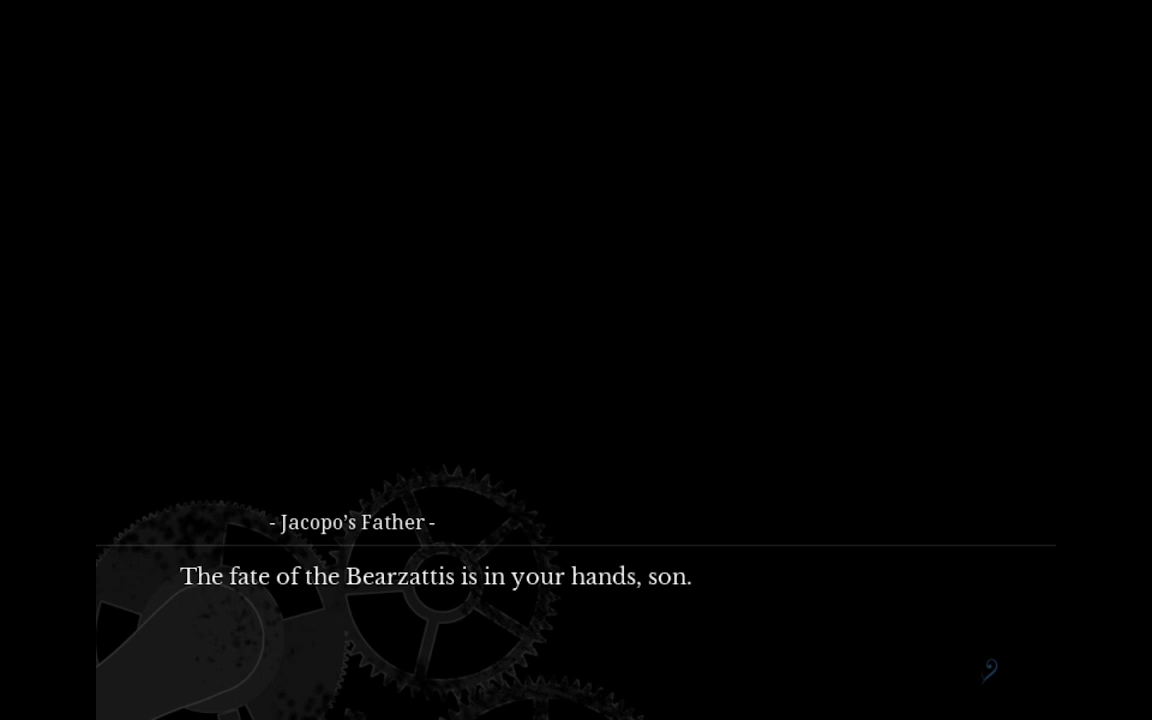 - Jacopo’s Father -
The fate of the Bearzattis is in your hands, son.